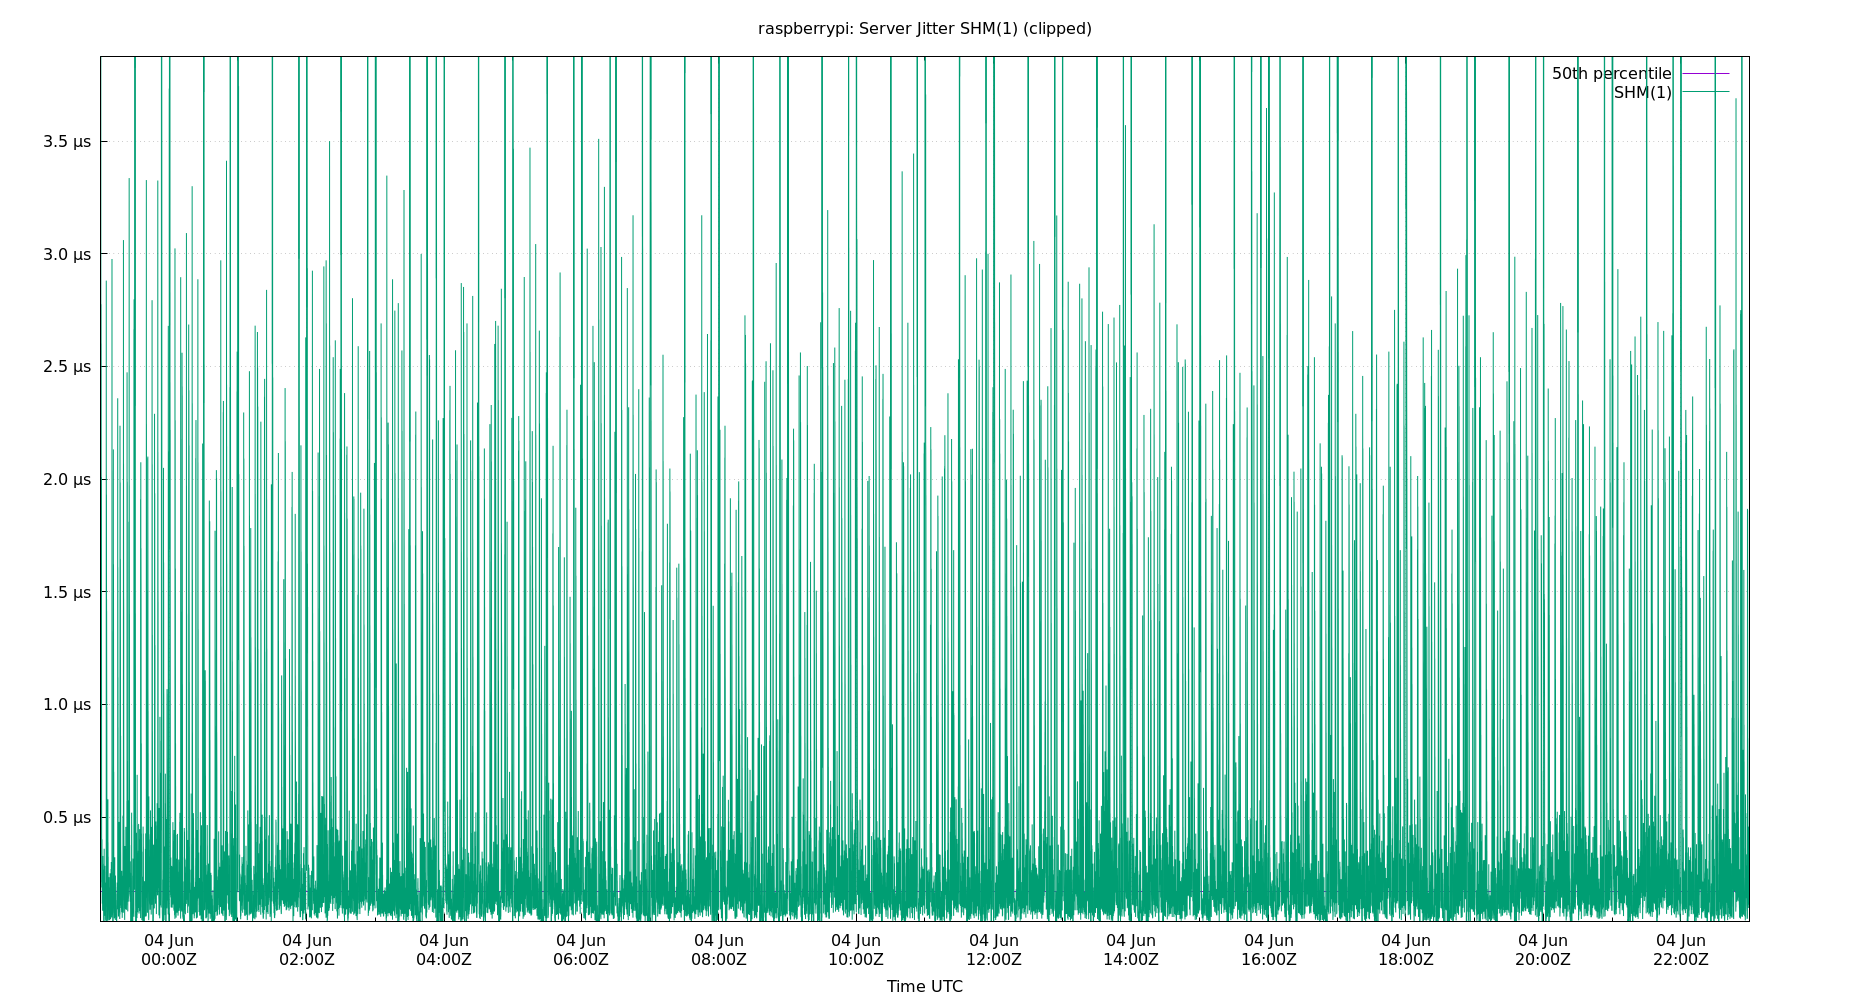 raspberrypi: Server Jitter SHM(1) (clipped)
50th percentile
SHM(1)
3.5 µs
3.0 µs
2.5 µs
2.0 µs
1.5 µs
1.0 µs
0.5 µs
04 Jun 04 Jun 04 Jun 04 Jun 04 Jun 04 Jun 04 Jun 04 Jun 04 Jun 04 Jun 04 Jun 04 Jun
00:00Z 02:00Z 04:00Z 06:00Z 08:00Z 10:00Z 12:00Z 14:00Z 16:00Z 18:00Z 20:00Z 22:00Z
Time UTC